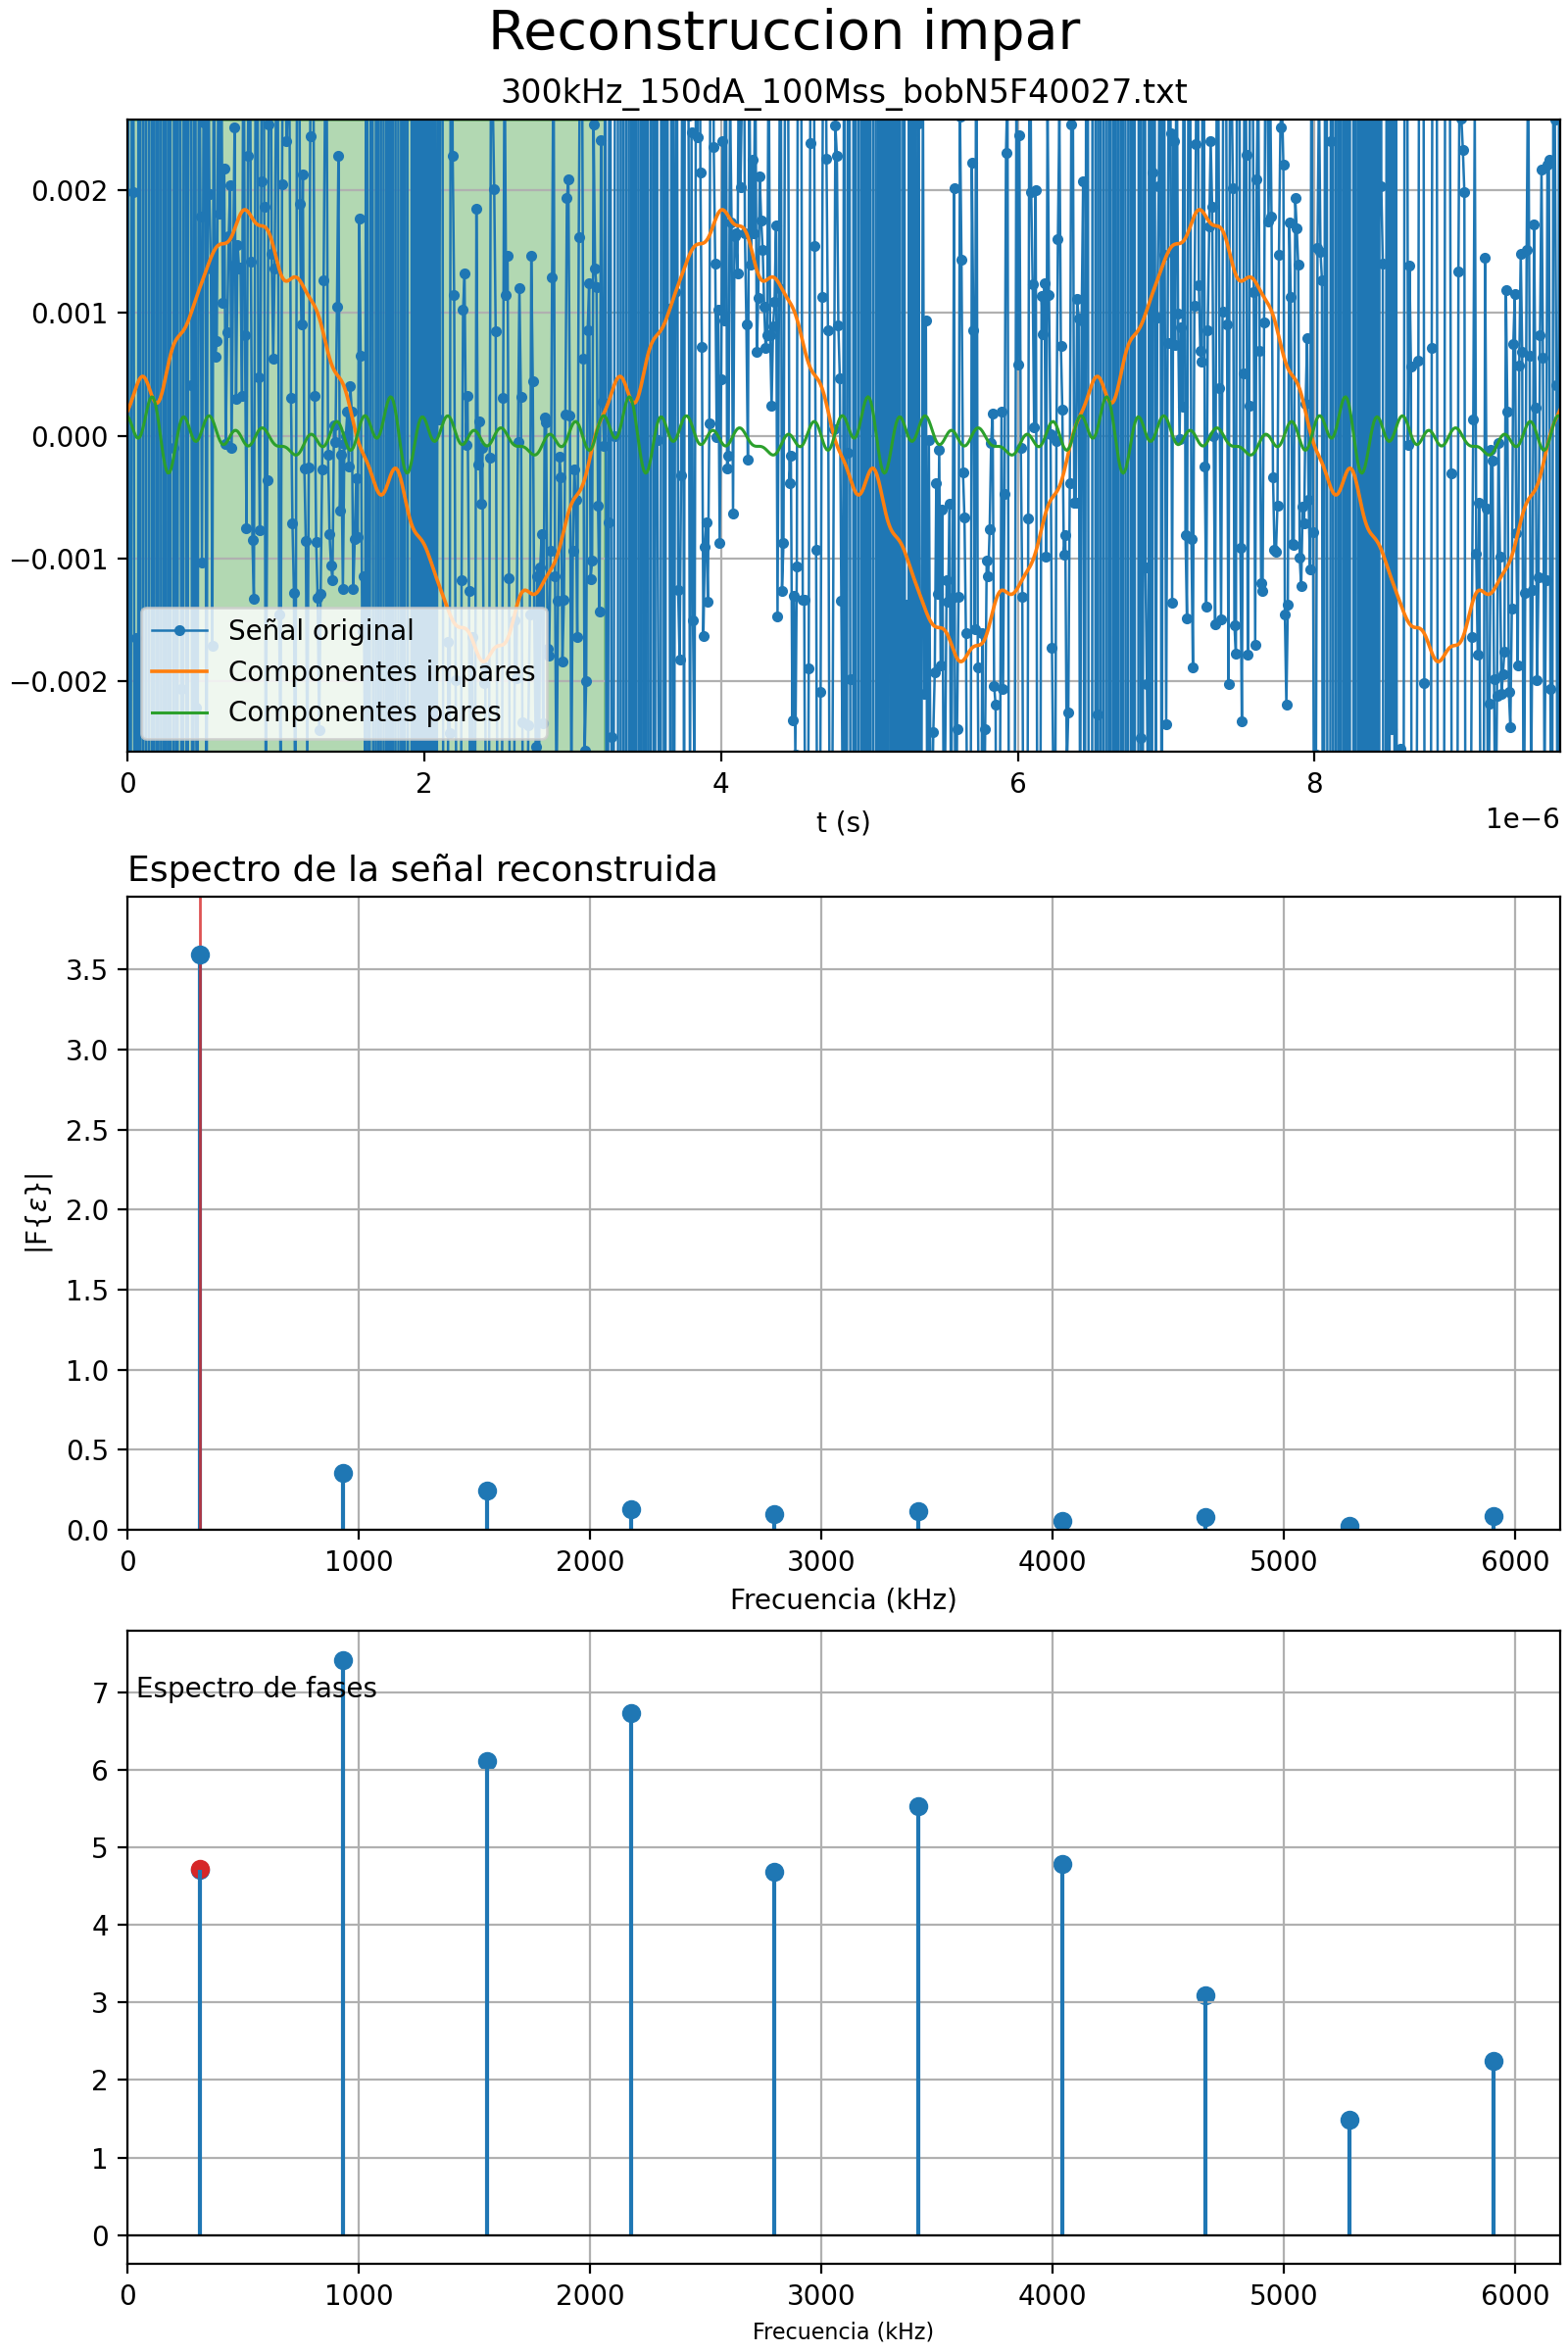 Reconstruccion impar
300kHz_150dA_100Mss_bobN5F40027.txt
0.002
0.001
0.000
−0.001
−0.002
Señal original
Componentes impares
Componentes pares
0 2 4 6 8
t (s)
1e−6
Espectro de la señal reconstruida
3.5
3.0
2.5
2.0
1.5
1.0
0.5
0.0
|F{ε}|
0 1000 2000 3000 4000 5000 6000
Frecuencia (kHz)
Espectro de fases
7
6
5
4
3
2
1
0
0 1000 2000 3000 4000 5000 6000
Frecuencia (kHz)